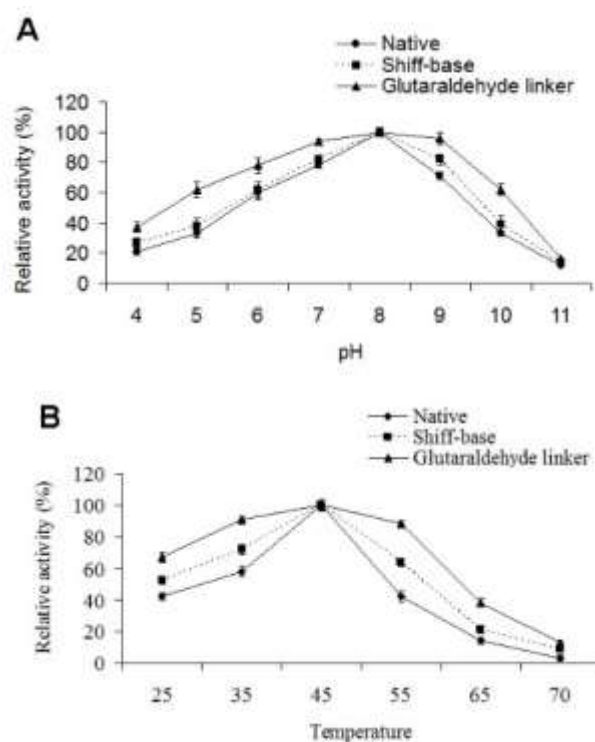 A
Native
Shiff-base
Glutaraldehyde linker
120
100
80
60
40
20
0
Relative activity (%)
4 5 6 7 8 9 10 11
pH
B
Native
Shiff-base
Glutaraldehyde linker
120
100
80
60
40
20
0
Relative activity (%)
25 35 45 55 65 70
Temperature